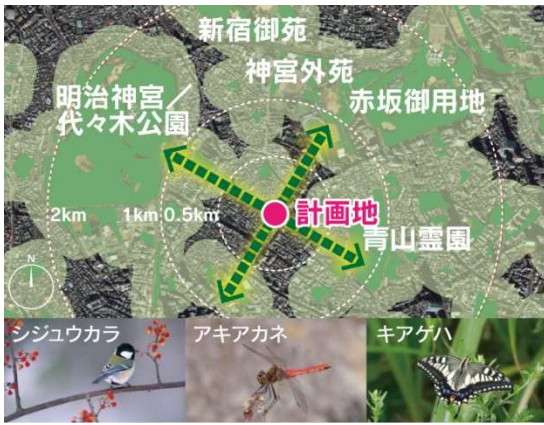 新宿御苑
神宮外苑
明治神宮／
代々木公園
赤坂御用地
2km
1km
0.5km
計画地
青山霊園
N
シジュウカラ
アキアカネ
キアゲハ